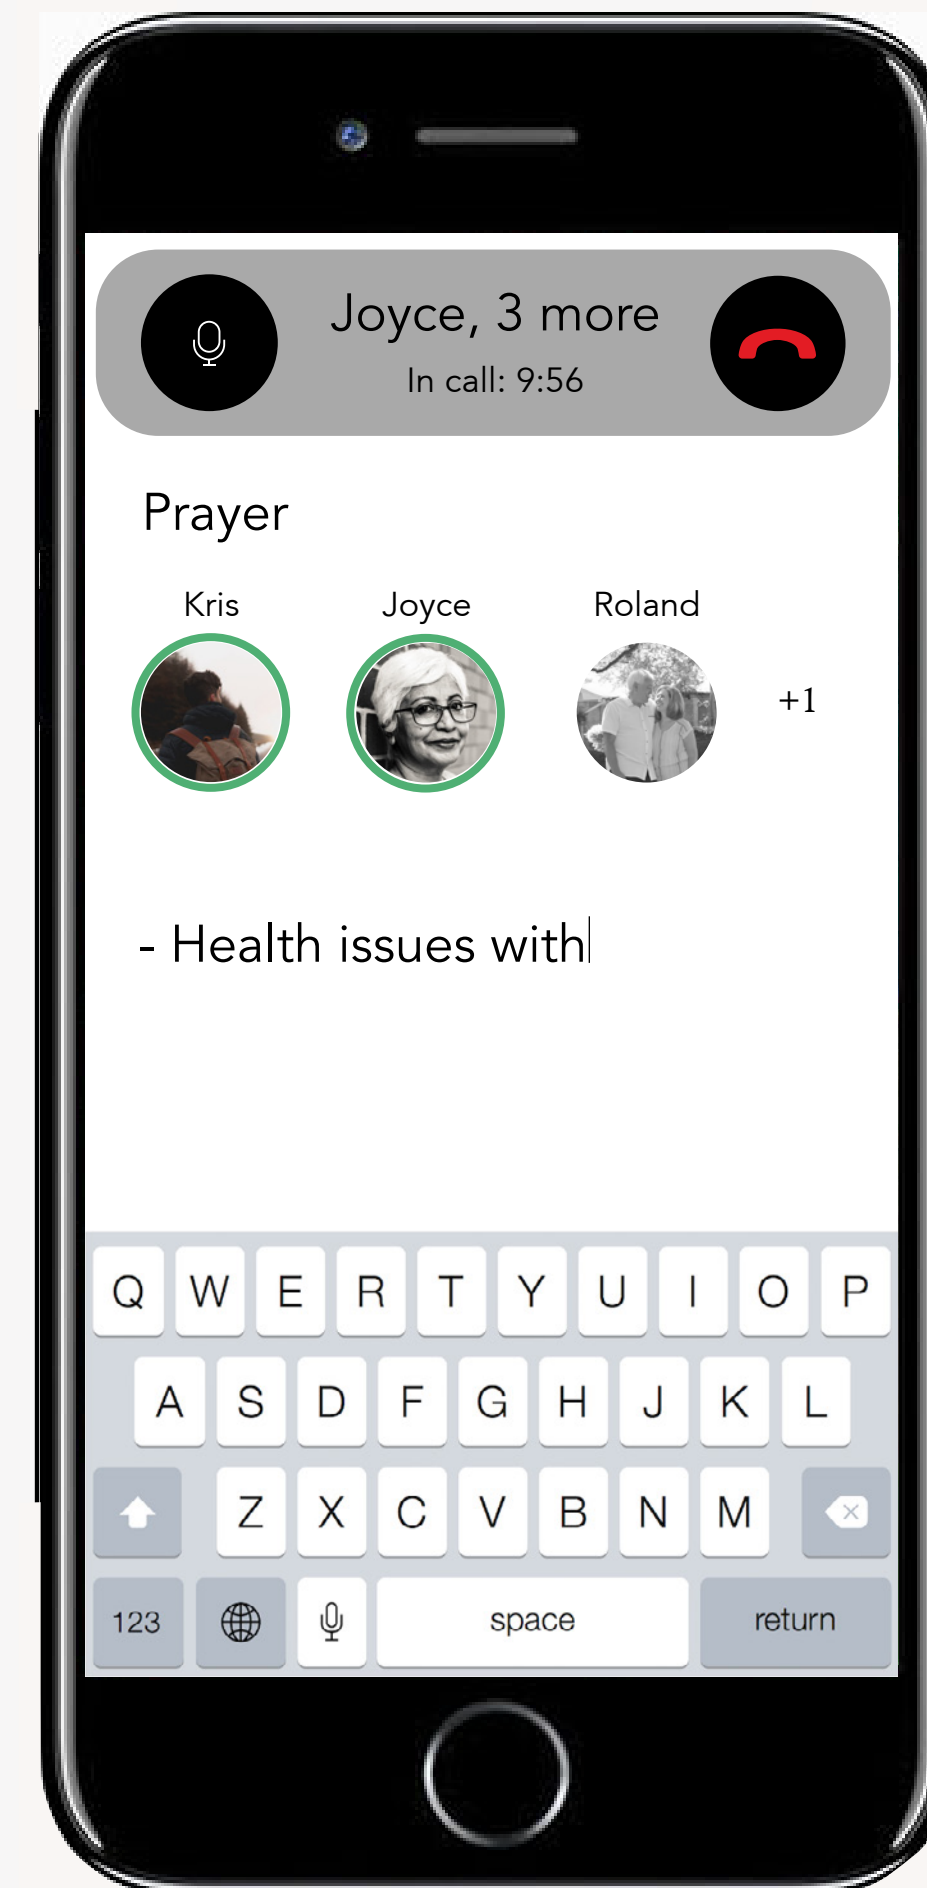 Joyce, 3 more
In call: 9:56
Prayer
Kris Joyce Roland
+1
- Health issues with
Q W E R T Y U I O P
A S D F G H J K L
Z X C V B N M
123 space return